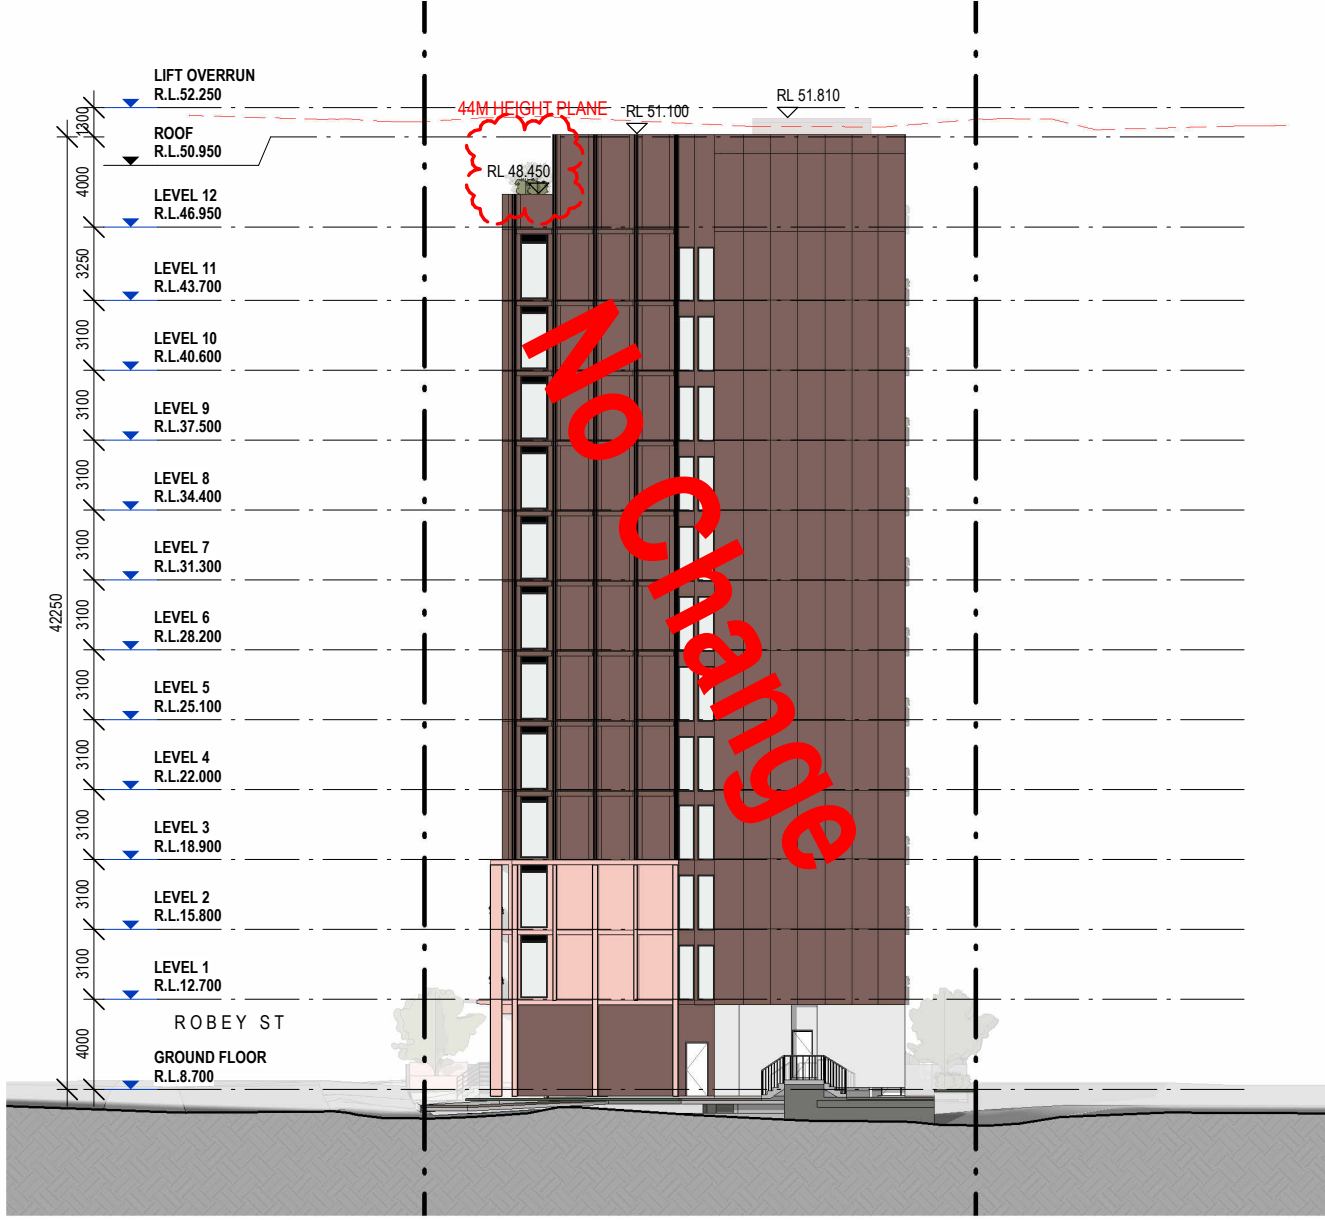 LIFT OVERRUN
R.L.52.250
44M HEIGHT PLANE
RL 51.100
RL 51.810
1300
ROOF
R.L.50.950
RL 48.450
4000
LEVEL 12
R.L.46.950
3250
LEVEL 11
R.L.43.700
3100
LEVEL 10
R.L.40.600
3100
LEVEL 9
R.L.37.500
3100
LEVEL 8
R.L.34.400
3100
LEVEL 7
R.L.31.300
42250
3100
LEVEL 6
R.L.28.200
3100
LEVEL 5
R.L.25.100
3100
LEVEL 4
R.L.22.000
3100
LEVEL 3
R.L.18.900
3100
LEVEL 2
R.L.15.800
3100
LEVEL 1
R.L.12.700
ROBEY ST
4000
GROUND FLOOR
R.L.8.700
No Change